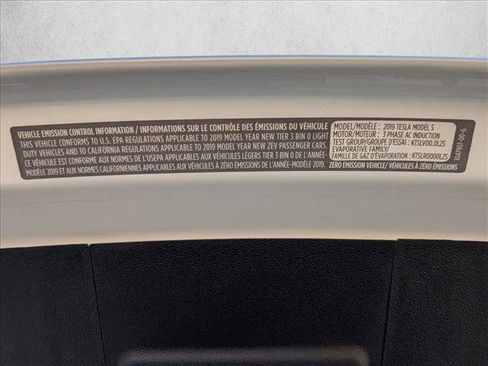 VEHICLE EMISSION CONTROL INFORMATION / INFORMATIONS SUR LE CONTRÔLE DES ÉMISSIONS DU VÉHICULE
THIS VEHICLE CONFORMS TO U.S. EPA REGULATIONS APPLICABLE TO 2019 MODEL YEAR NEW TIER 3 BIN 0 LIGHT
DUTY VEHICLES AND TO CALIFORNIA REGULATIONS APPLICABLE TO 2019 MODEL YEAR NEW ZEV PASSENGER CARS.
CE VÉHICULE EST CONFORME AUX NORMES DE L'USEPA APPLICABLES AUX VÉHICULES LÉGERS TIER 3 BIN 0 DE L'ANNÉE-
MODÈLE 2019 ET AUX NORMES CALIFORNIENNES APPLICABLES À ZÉRO ÉMISSIONS DE L'ANNÉE-MODÈLE 2019.
MODEL/MODÈLE: 2019 TESLA MODEL S
MOTOR/MOTEUR: 3 PHASE AC INDUCTION
TEST GROUP/GROUPE D'ESSAI: KTSLV00.0L2S
EVAPORATIVE FAMILY/
FAMILLE DE GAZ D'ÉVAPORATION: KTSLR0000L2S
ZERO EMISSION VEHICLE/ VÉHICULES À ZÉRO ÉMISSIONS